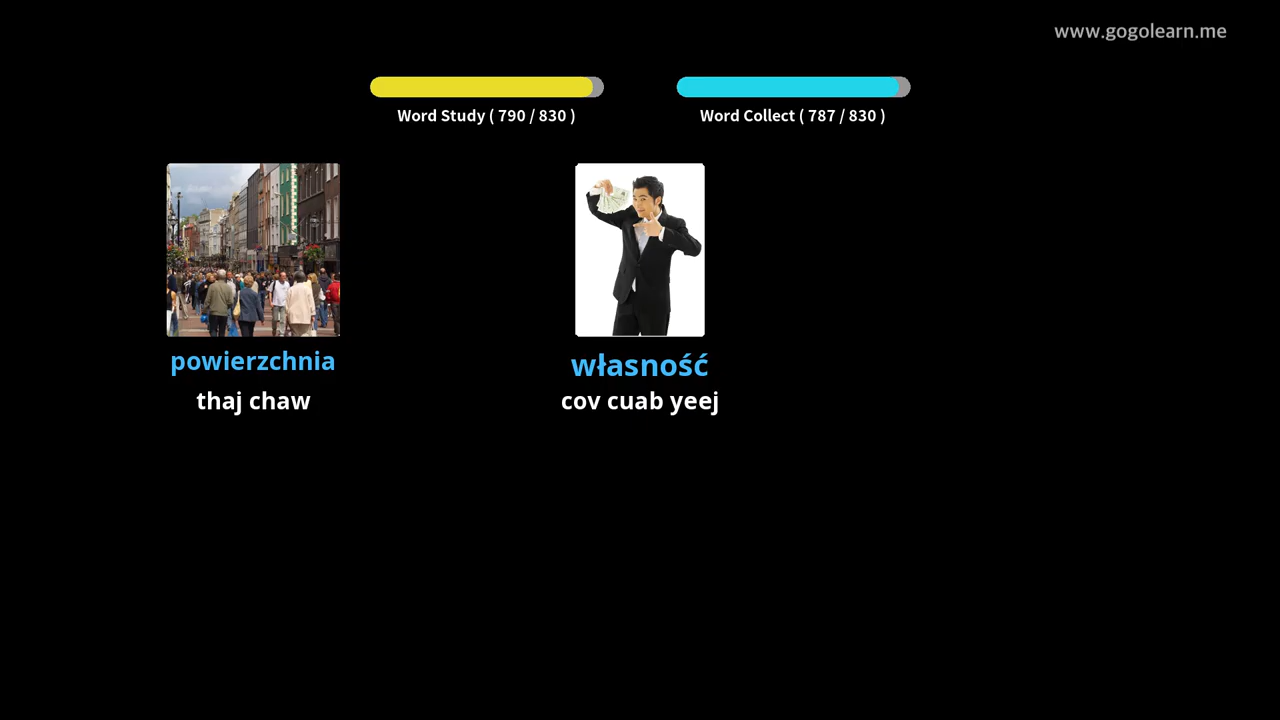 www.gogolearn.me
Word Study ( 790 / 830 )
Word Collect ( 787 / 830 )
powierzchnia
własność
thaj chaw
cov cuab yeej